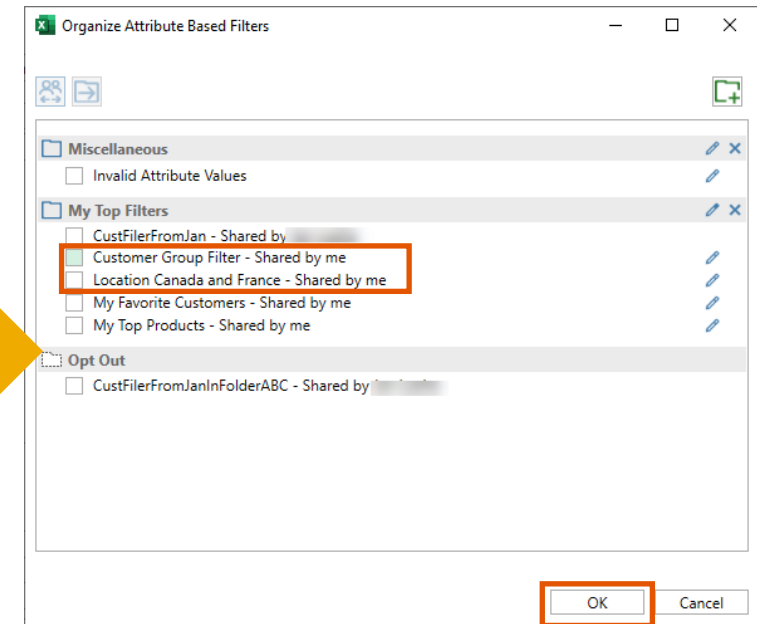 Organize Attribute Based Filters
Miscellaneous
Invalid Attribute Values
My Top Filters
CustFilerFromJan - Shared by
Customer Group Filter - Shared by me
Location Canada and France - Shared by me
My Favorite Customers - Shared by me
My Top Products - Shared by me
Opt Out
CustFilerFromJanInFolderABC - Shared by
OK Cancel